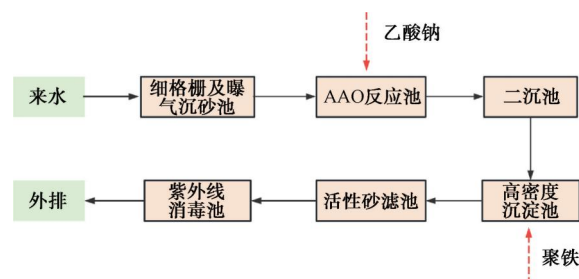 乙酸钠
来水
细格栅及曝
气沉砂池
AAO反应池
二沉池
外排
紫外线
消毒池
活性砂滤池
高密度
沉淀池
聚铁